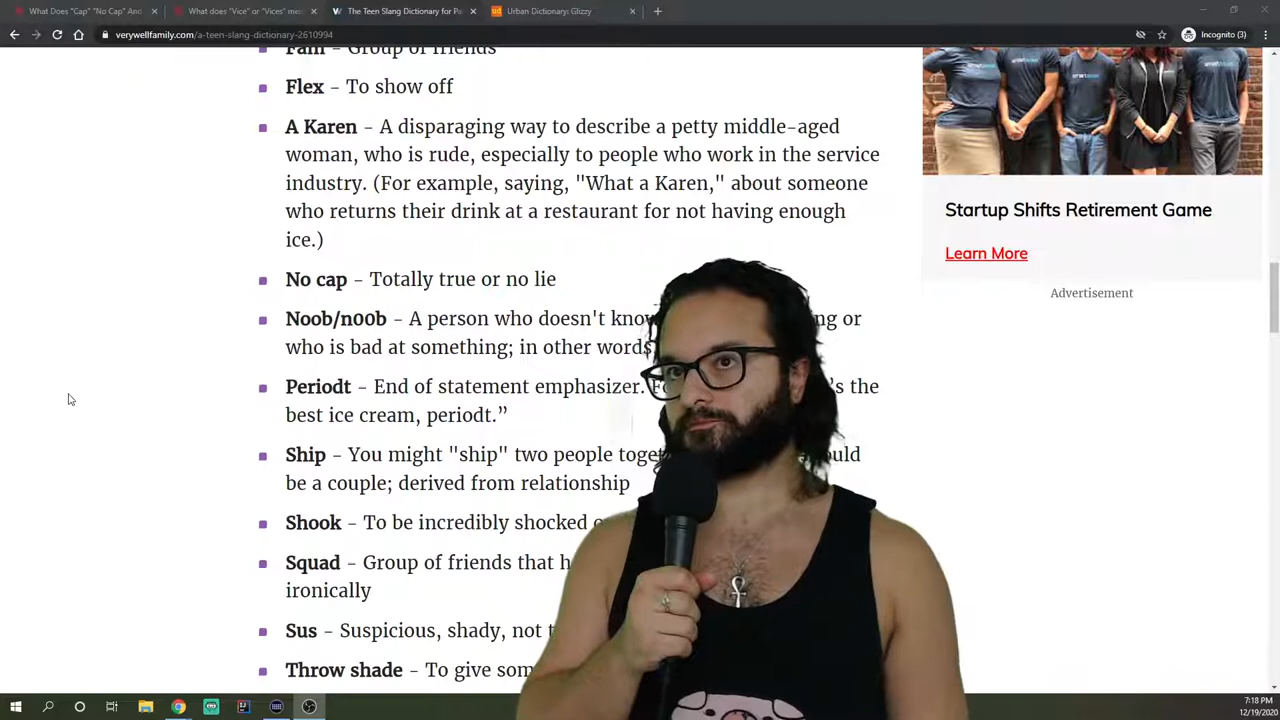 What Does "Cap" "No Cap" And
What does "Vice" or "Vices" me
The Teen Slang Dictionary for Pa
Urban Dictionary: Glizzy
verywellfamily.com/a-teen-slang-dictionary-2610994
Incognito (3)
Fam - Group of friends
Flex - To show off
A Karen - A disparaging way to describe a petty middle-aged
woman, who is rude, especially to people who work in the service
industry. (For example, saying, "What a Karen," about someone
who returns their drink at a restaurant for not having enough
ice.)
No cap - Totally true or no lie
Noob/n00b - A person who doesn't know ng or
who is bad at something; in other words
Periodt - End of statement emphasizer. 's the
best ice cream, periodt.”
Ship - You might "ship" two people toget ould
be a couple; derived from relationship
Shook - To be incredibly shocked
Squad - Group of friends that h
ironically
Sus - Suspicious, shady, not t
Throw shade - To give som
Startup Shifts Retirement Game
Learn More
Advertisement
7:18 PM
12/19/2020